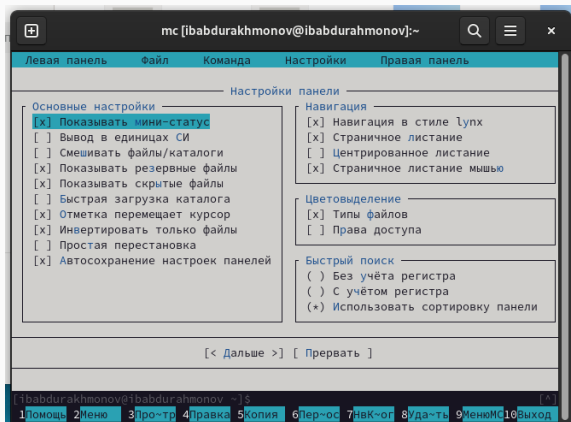 mc [ibabdurakhmonov@ibabdurahmonov]:~
Левая панель Файл Команда Настройки Правая панель
Настройки панели
Основные настройки
[x] Показывать мини-статус
[ ] Вывод в единицах СИ
[ ] Смешивать файлы/каталоги
[x] Показывать резервные файлы
[x] Показывать скрытые файлы
[ ] Быстрая загрузка каталога
[x] Отметка перемещает курсор
[x] Инвертировать только файлы
[ ] Простая перестановка
[x] Автосохранение настроек панелей
Навигация
[x] Навигация в стиле lynx
[x] Страничное листание
[ ] Центрированное листание
[x] Страничное листание мышью
Цветовыделение
[x] Типы файлов
[ ] Права доступа
Быстрый поиск
( ) Без учёта регистра
( ) С учётом регистра
(*) Использовать сортировку панели
[< Дальше >] [ Прервать ]
[ibabdurakhmonov@ibabdurahmonov ~]$ [^]
1Помощь 2Меню 3Про~тр 4Правка 5Копия 6Пер~ос 7НвК~ог 8Уда~ть 9МенюМС 10Выход